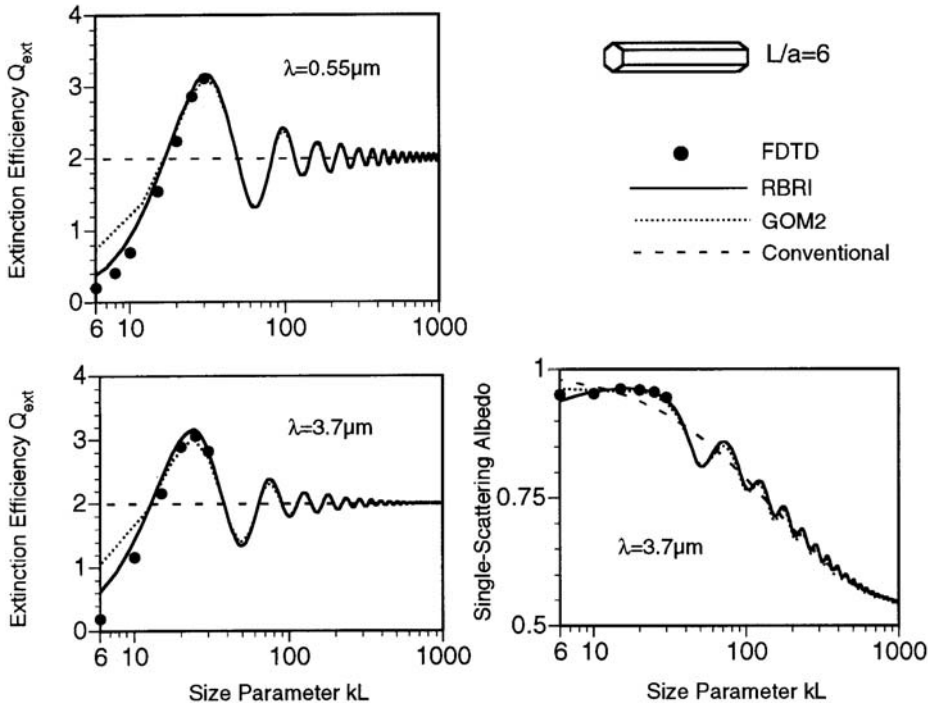 4
3
2
1
0
Extinction Efficiency Qext
λ=0.55μm
6 10 100 1000
L/a=6
FDTD
RBRI
GOM2
Conventional
4
3
2
1
0
Extinction Efficiency Qext
λ=3.7μm
6 10 100 1000
Size Parameter kL
1
0.75
0.5
Single-Scattering Albedo
λ=3.7μm
6 10 100 1000
Size Parameter kL